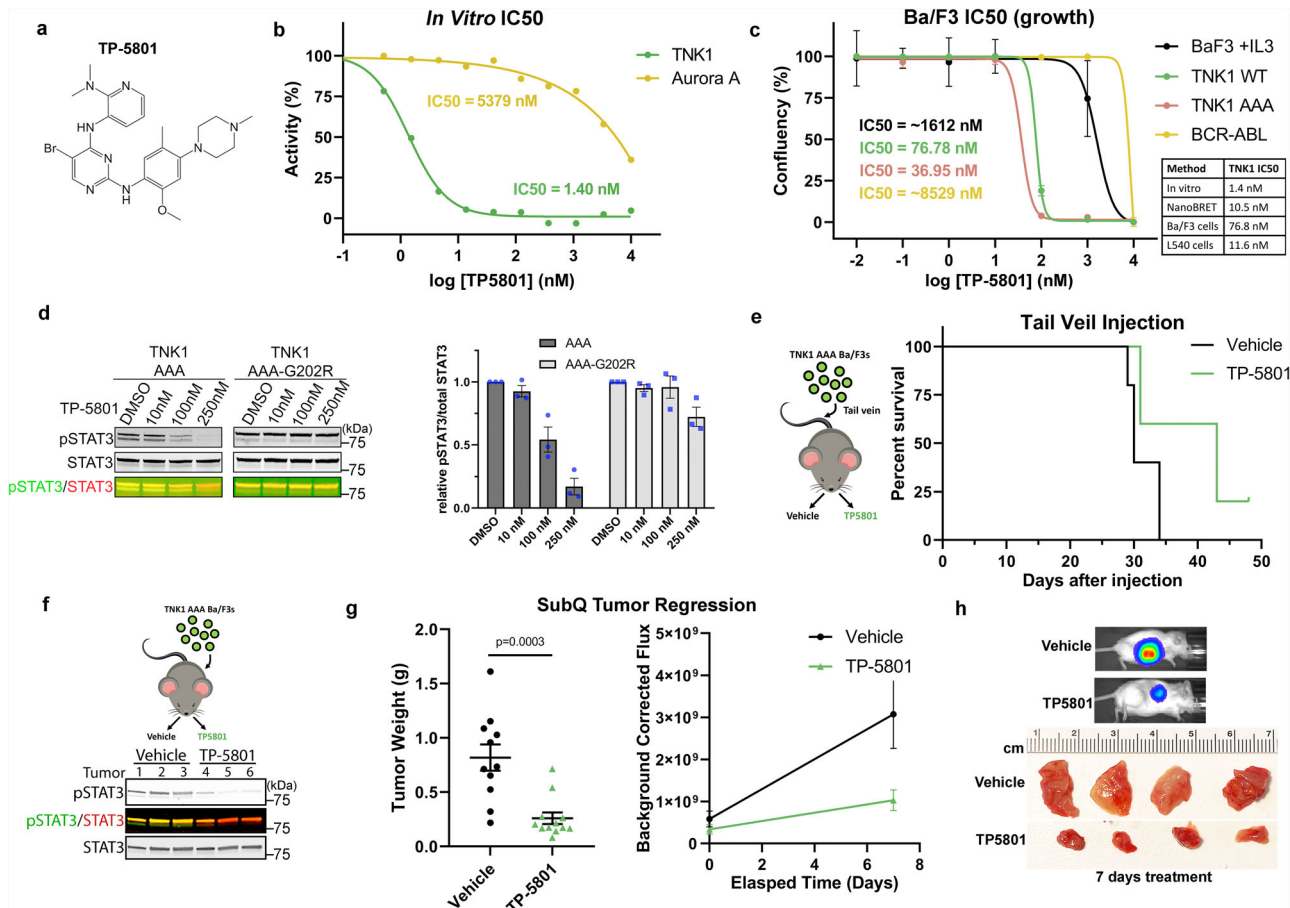 a
TP-5801
N
N
HN
Br
N
N
NH
O
N
N
b
In Vitro IC50
TNK1
Aurora A
Activity (%)
100
75
50
25
0
IC50 = 5379 nM
IC50 = 1.40 nM
-1
0
1
2
3
4
log [TP5801] (nM)
c
Ba/F3 IC50 (growth)
BaF3 +IL3
TNK1 WT
TNK1 AAA
BCR-ABL
Confluency (%)
100
75
50
25
0
IC50 = ~1612 nM
IC50 = 76.78 nM
IC50 = 36.95 nM
IC50 = ~8529 nM
-2
-1
0
1
2
3
4
log [TP-5801] (nM)
Method TNK1 IC50
In vitro 1.4 nM
NanoBRET 10.5 nM
Ba/F3 cells 76.8 nM
L540 cells 11.6 nM
d
TNK1
AAA
TNK1
AAA-G202R
TP-5801
DMSO
10nM
100nM
250nM
DMSO
10nM
100nM
250nM
(kDa)
pSTAT3
75
STAT3
75
pSTAT3/STAT3
75
AAA
AAA-G202R
relative pSTAT3/total STAT3
1.0
0.5
0.0
DMSO
10 nM
100 nM
250 nM
DMSO
10 nM
100 nM
250 nM
e
TNK1 AAA Ba/F3s
Tail vein
Vehicle
TP5801
Tail Veil Injection
Vehicle
TP-5801
Percent survival
100
75
50
25
0
0
10
20
30
40
50
Days after injection
f
TNK1 AAA Ba/F3s
Vehicle
TP5801
Vehicle TP-5801
Tumor 1 2 3 4 5 6
(kDa)
pSTAT3
75
pSTAT3/STAT3
75
STAT3
75
g
SubQ Tumor Regression
Tumor Weight (g)
2.0
1.5
1.0
0.5
0.0
p=0.0003
Vehicle
TP-5801
Background Corrected Flux
5×10⁹
4×10⁹
3×10⁹
2×10⁹
1×10⁹
0
Vehicle
TP-5801
0
2
4
6
8
Elasped Time (Days)
h
Vehicle
TP5801
cm
1 2 3 4 5 6 7
Vehicle
TP5801
7 days treatment